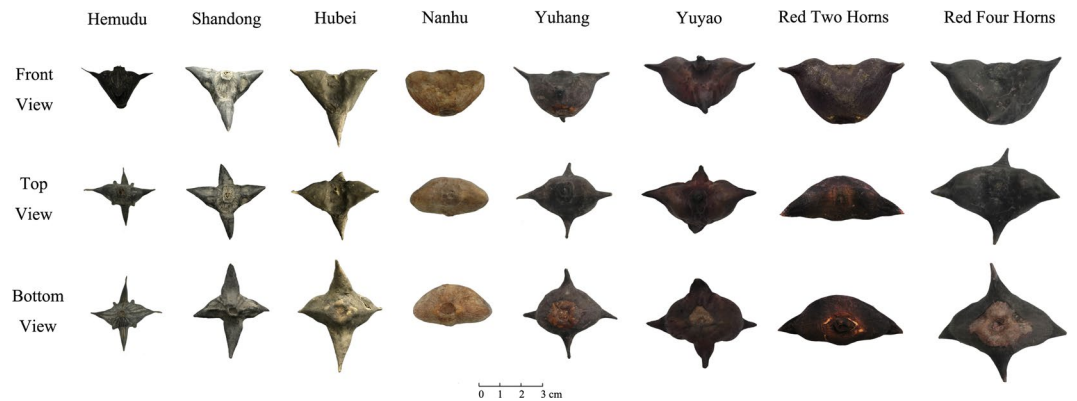 Hemudu Shandong Hubei Nanhu Yuhang Yuyao Red Two Horns Red Four Horns
Front
View
Top
View
Bottom
View
0 1 2 3 cm